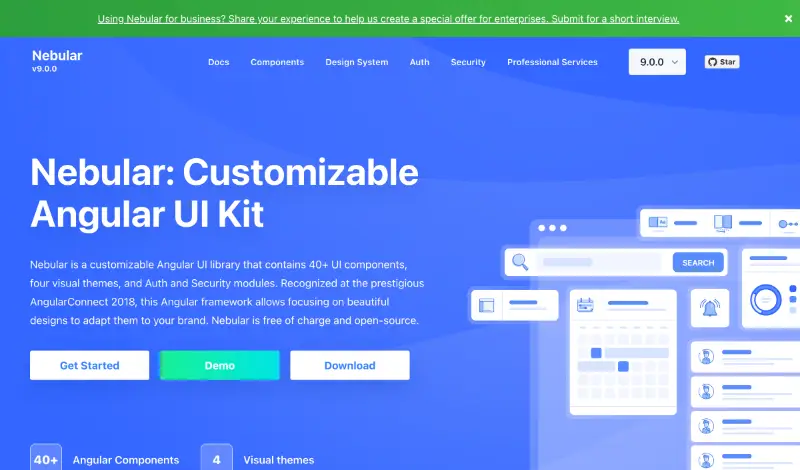 Using Nebular for business? Share your experience to help us create a special offer for enterprises. Submit for a short interview.
×
Nebular
v9.0.0
Docs
Components
Design System
Auth
Security
Professional Services
9.0.0
Star
Nebular: Customizable
Angular UI Kit
Nebular is a customizable Angular UI library that contains 40+ UI components,
four visual themes, and Auth and Security modules. Recognized at the prestigious
AngularConnect 2018, this Angular framework allows focusing on beautiful
designs to adapt them to your brand. Nebular is free of charge and open-source.
Get Started
Demo
Download
SEARCH
40+
Angular Components
4
Visual themes